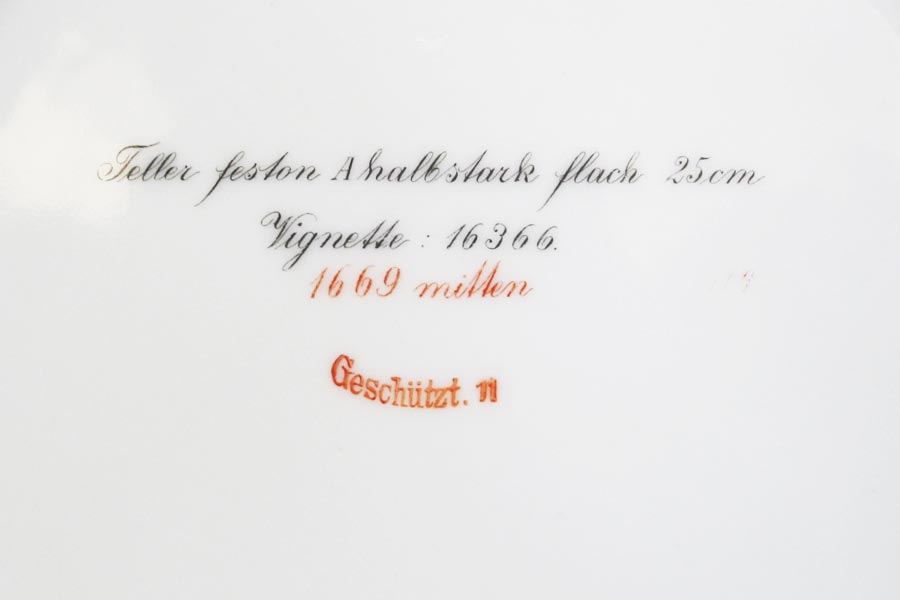 Teller feston A halbstark flach 25cm
Vignette : 16366.
1669 mitten
Geschützt. 11